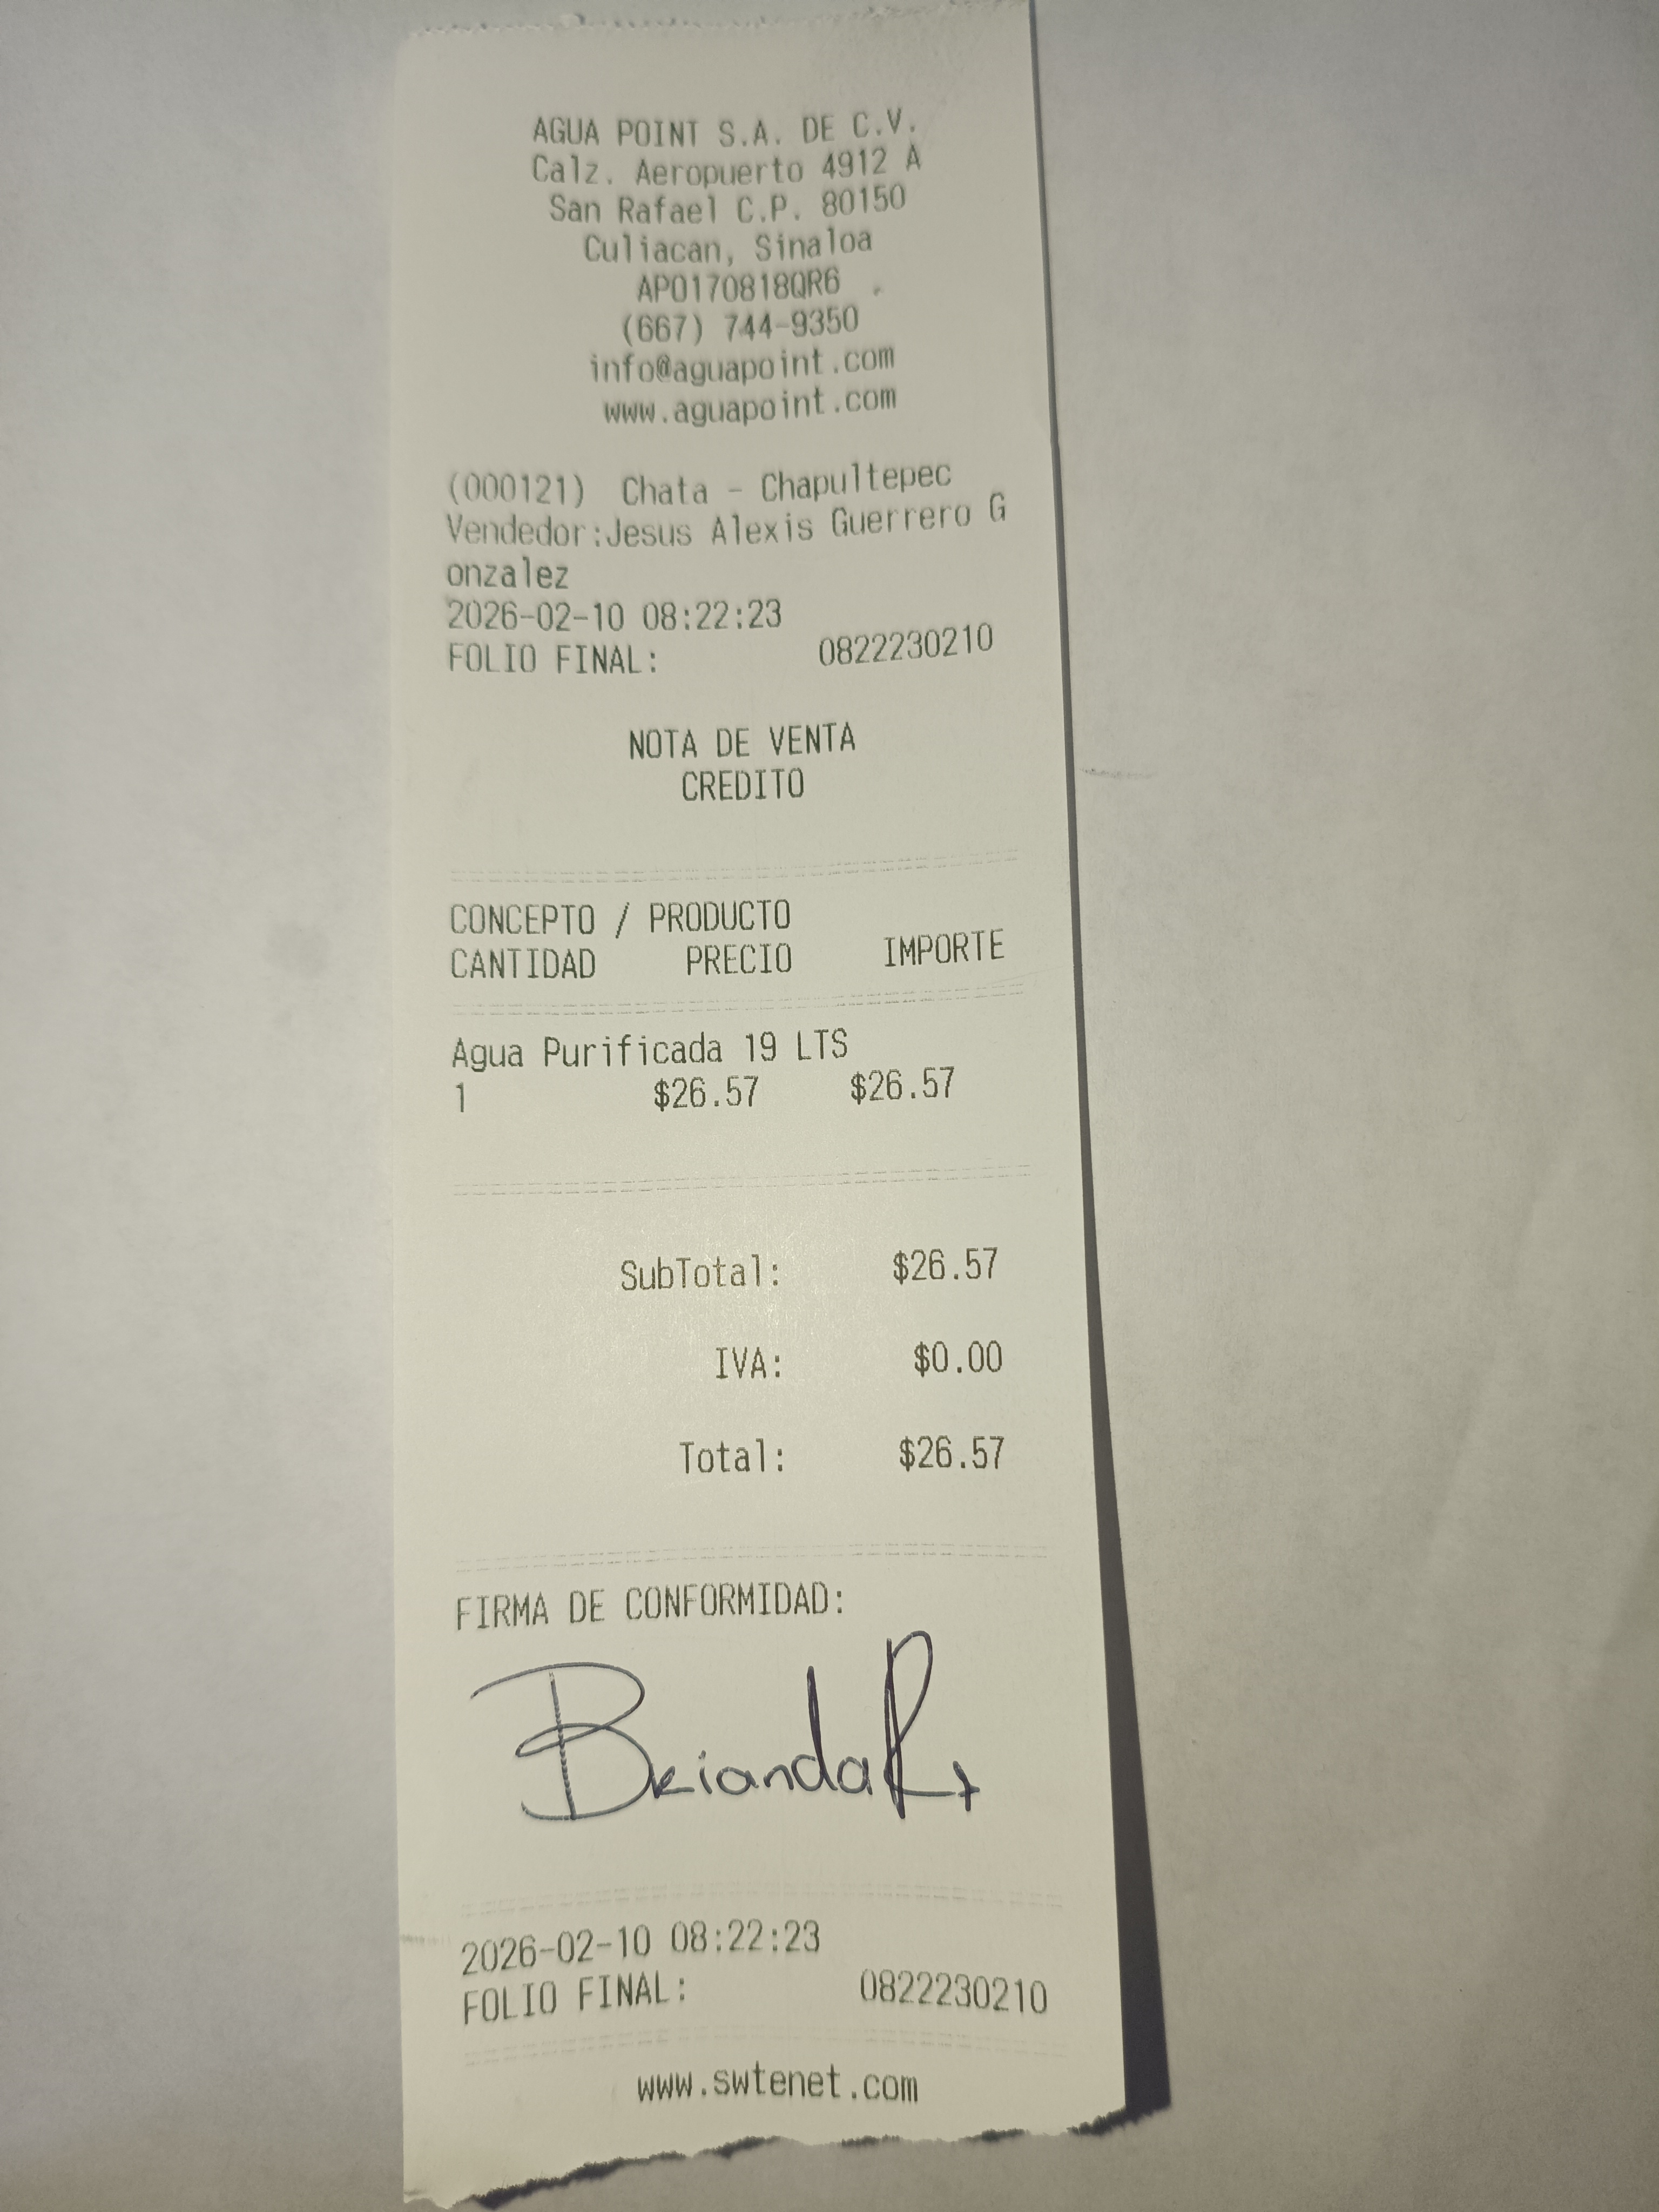 AGUA POINT S.A. DE C.V.
Calz. Aeropuerto 4912 A
San Rafael C.P. 80150
Culiacan, Sinaloa
APO170818QR6
(667) 744-9350
info@aguapoint.com
www.aguapoint.com
(000121) Chata - Chapultepec
Vendedor:Jesus Alexis Guerrero G
onzalez
2026-02-10 08:22:23
FOLIO FINAL: 0822230210
NOTA DE VENTA
CREDITO
CONCEPTO / PRODUCTO
CANTIDAD PRECIO IMPORTE
Agua Purificada 19 LTS
1 $26.57 $26.57
SubTotal: $26.57
IVA: $0.00
Total: $26.57
FIRMA DE CONFORMIDAD:
Brianda R
2026-02-10 08:22:23
FOLIO FINAL: 0822230210
www.swtenet.com